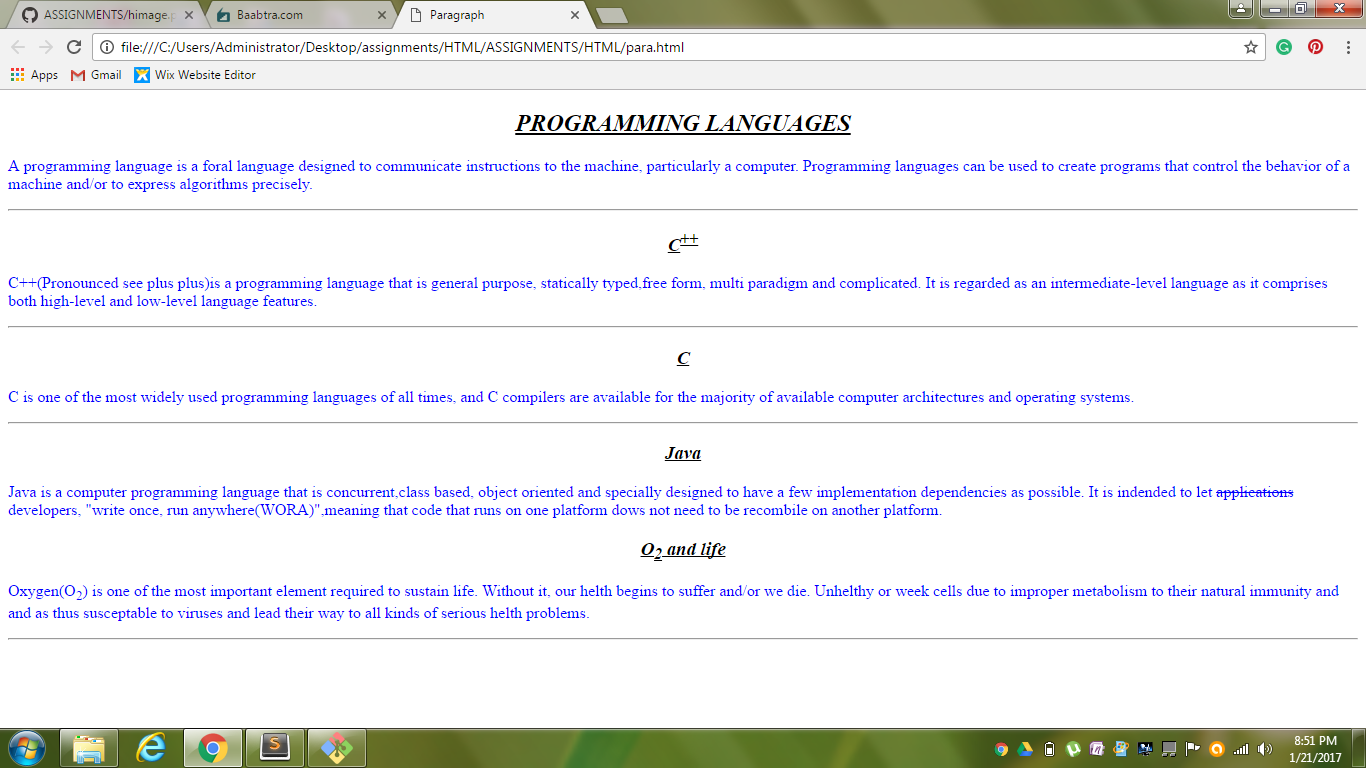 ASSIGNMENTS/himage.p
Baabtra.com
Paragraph
file:///C:/Users/Administrator/Desktop/assignments/HTML/ASSIGNMENTS/HTML/para.html
Apps Gmail Wix Website Editor
PROGRAMMING LANGUAGES
A programming language is a foral language designed to communicate instructions to the machine, particularly a computer. Programming languages can be used to create programs that control the behavior of a
machine and/or to express algorithms precisely.
C++
C++(Pronounced see plus plus)is a programming language that is general purpose, statically typed,free form, multi paradigm and complicated. It is regarded as an intermediate-level language as it comprises
both high-level and low-level language features.
C
C is one of the most widely used programming languages of all times, and C compilers are available for the majority of available computer architectures and operating systems.
Java
Java is a computer programming language that is concurrent,class based, object oriented and specially designed to have a few implementation dependencies as possible. It is indended to let applications
developers, "write once, run anywhere(WORA)",meaning that code that runs on one platform dows not need to be recombile on another platform.
O2 and life
Oxygen(O2) is one of the most important element required to sustain life. Without it, our helth begins to suffer and/or we die. Unhelthy or week cells due to improper metabolism to their natural immunity and
and as thus susceptable to viruses and lead their way to all kinds of serious helth problems.
8:51 PM
1/21/2017